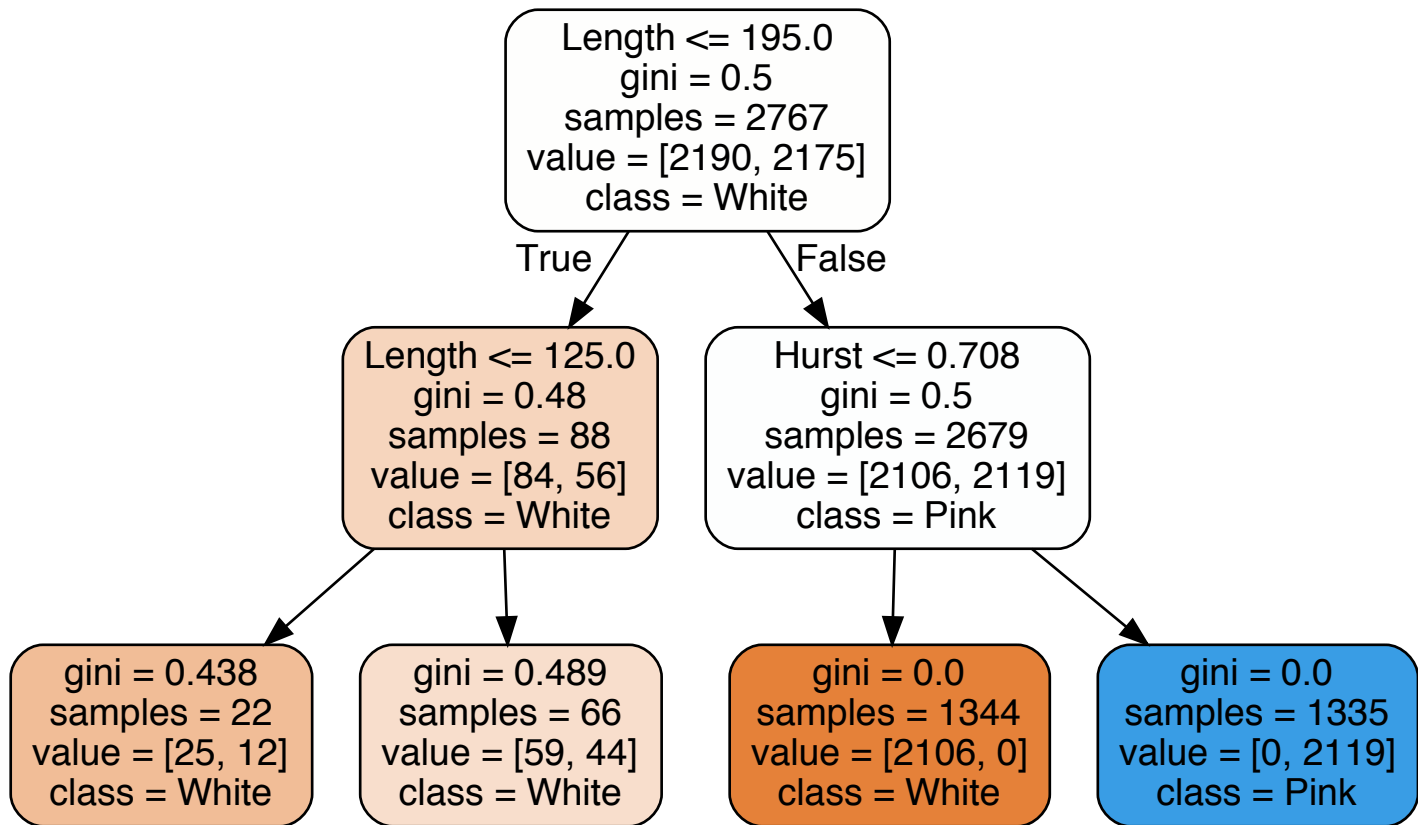 Length <= 195.0
gini = 0.5
samples = 2767
value = [2190, 2175]
class = White
True
False
Length <= 125.0
gini = 0.48
samples = 88
value = [84, 56]
class = White
Hurst <= 0.708
gini = 0.5
samples = 2679
value = [2106, 2119]
class = Pink
gini = 0.438
samples = 22
value = [25, 12]
class = White
gini = 0.489
samples = 66
value = [59, 44]
class = White
gini = 0.0
samples = 1344
value = [2106, 0]
class = White
gini = 0.0
samples = 1335
value = [0, 2119]
class = Pink